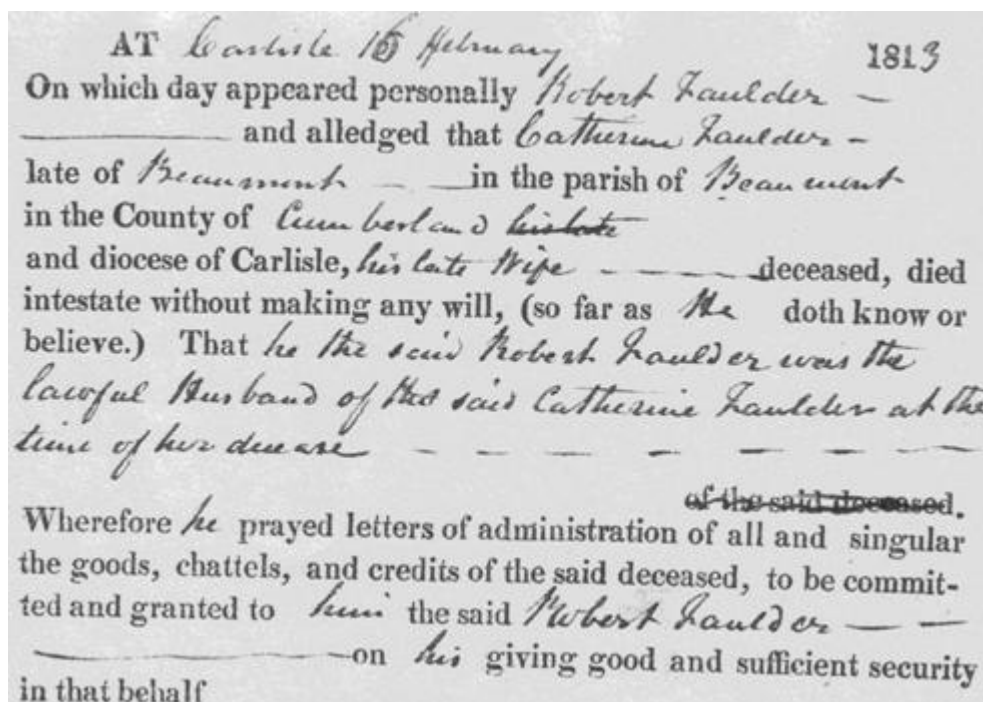 AT Carlisle 15 February 1813
On which day appeared personally Robert Faulder —
——— and alledged that Catherine Faulder —
late of Beaumont — — in the parish of Beaumont
in the County of Cumberland his late
and diocese of Carlisle, his late Wife — — — deceased, died
intestate without making any will, (so far as He doth know or
believe.) That he the said Robert Faulder was the
lawful Husband of the said Catherine Faulder at the
time of her decease — — — — — —
of the said deceased.
Wherefore he prayed letters of administration of all and singular
the goods, chattels, and credits of the said deceased, to be commit-
ted and granted to him the said Robert Faulder — —
——— on his giving good and sufficient security
in that behalf